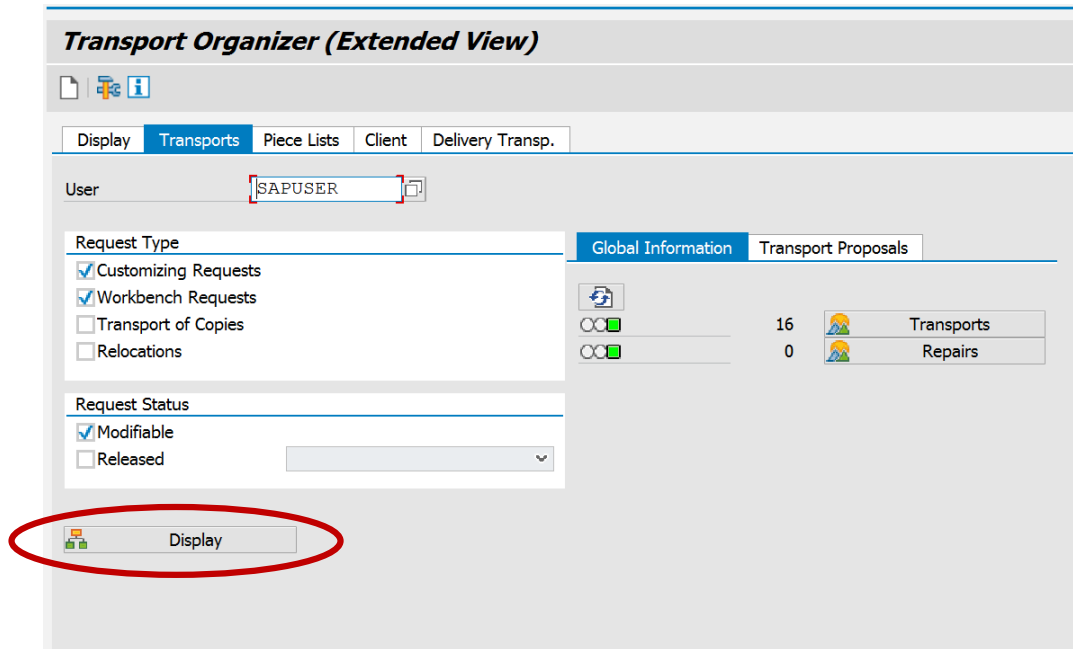 Transport Organizer (Extended View)
Display Transports Piece Lists Client Delivery Transp.
User SAPUSER
Request Type
Customizing Requests
Workbench Requests
Transport of Copies
Relocations
Global Information Transport Proposals
16 Transports
0 Repairs
Request Status
Modifiable
Released
Display